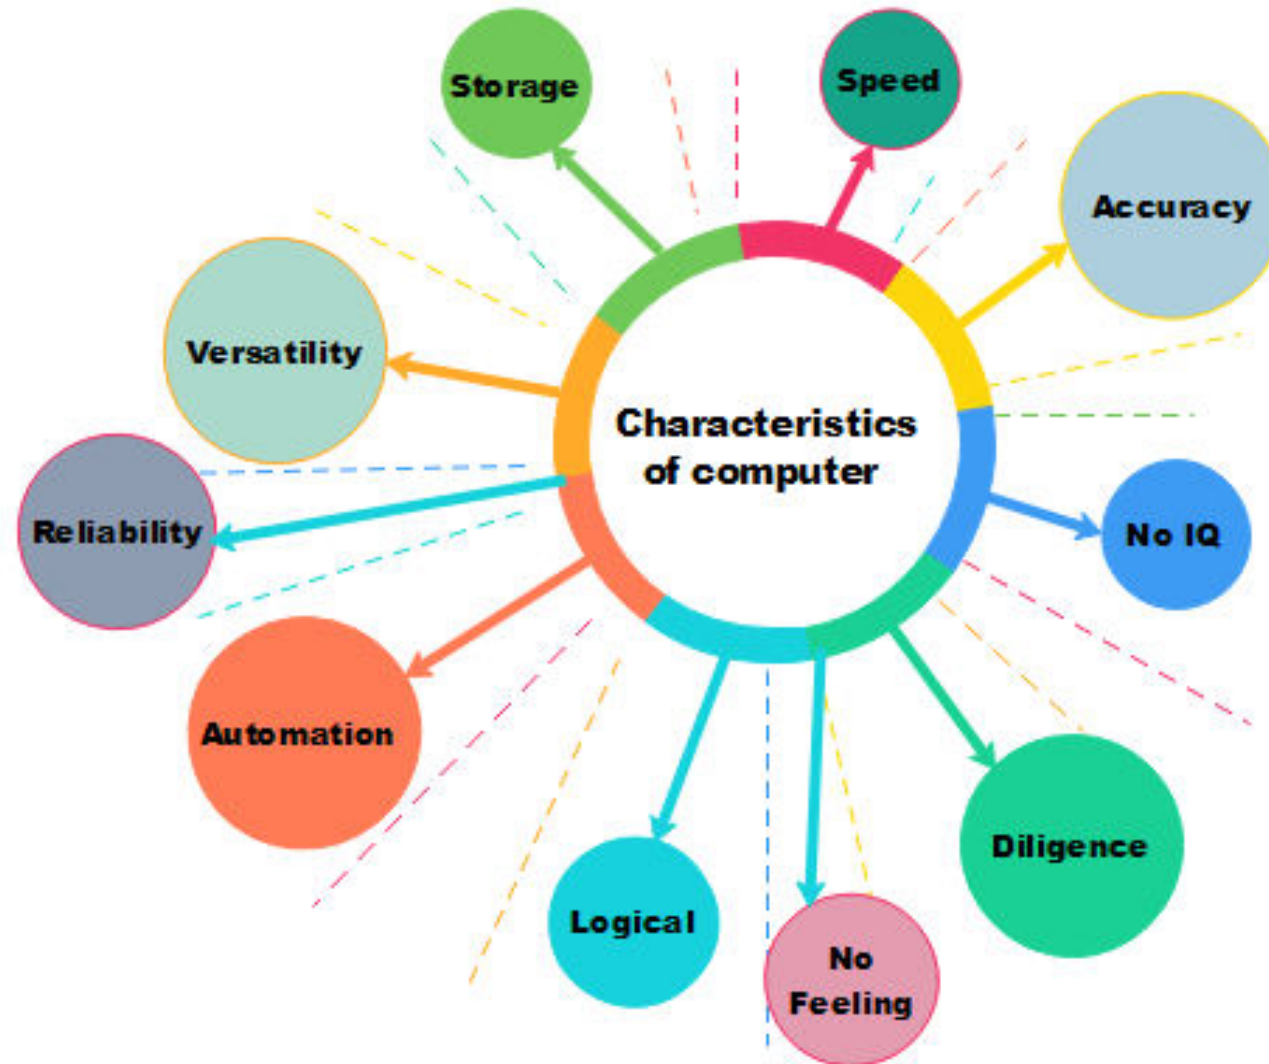 Storage
Speed
Accuracy
Versatility
Characteristics
of computer
Reliability
No IQ
Automation
Diligence
Logical
No
Feeling